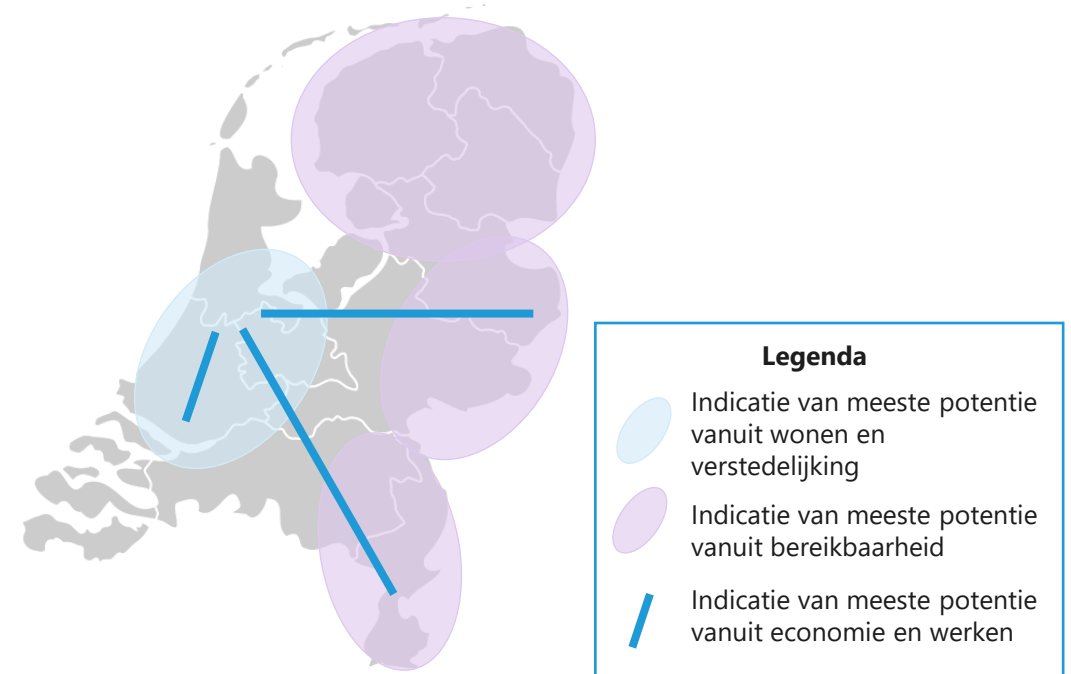 Legenda
Indicatie van meeste potentie
vanuit wonen en
verstedelijking
Indicatie van meeste potentie
vanuit bereikbaarheid
Indicatie van meeste potentie
vanuit economie en werken